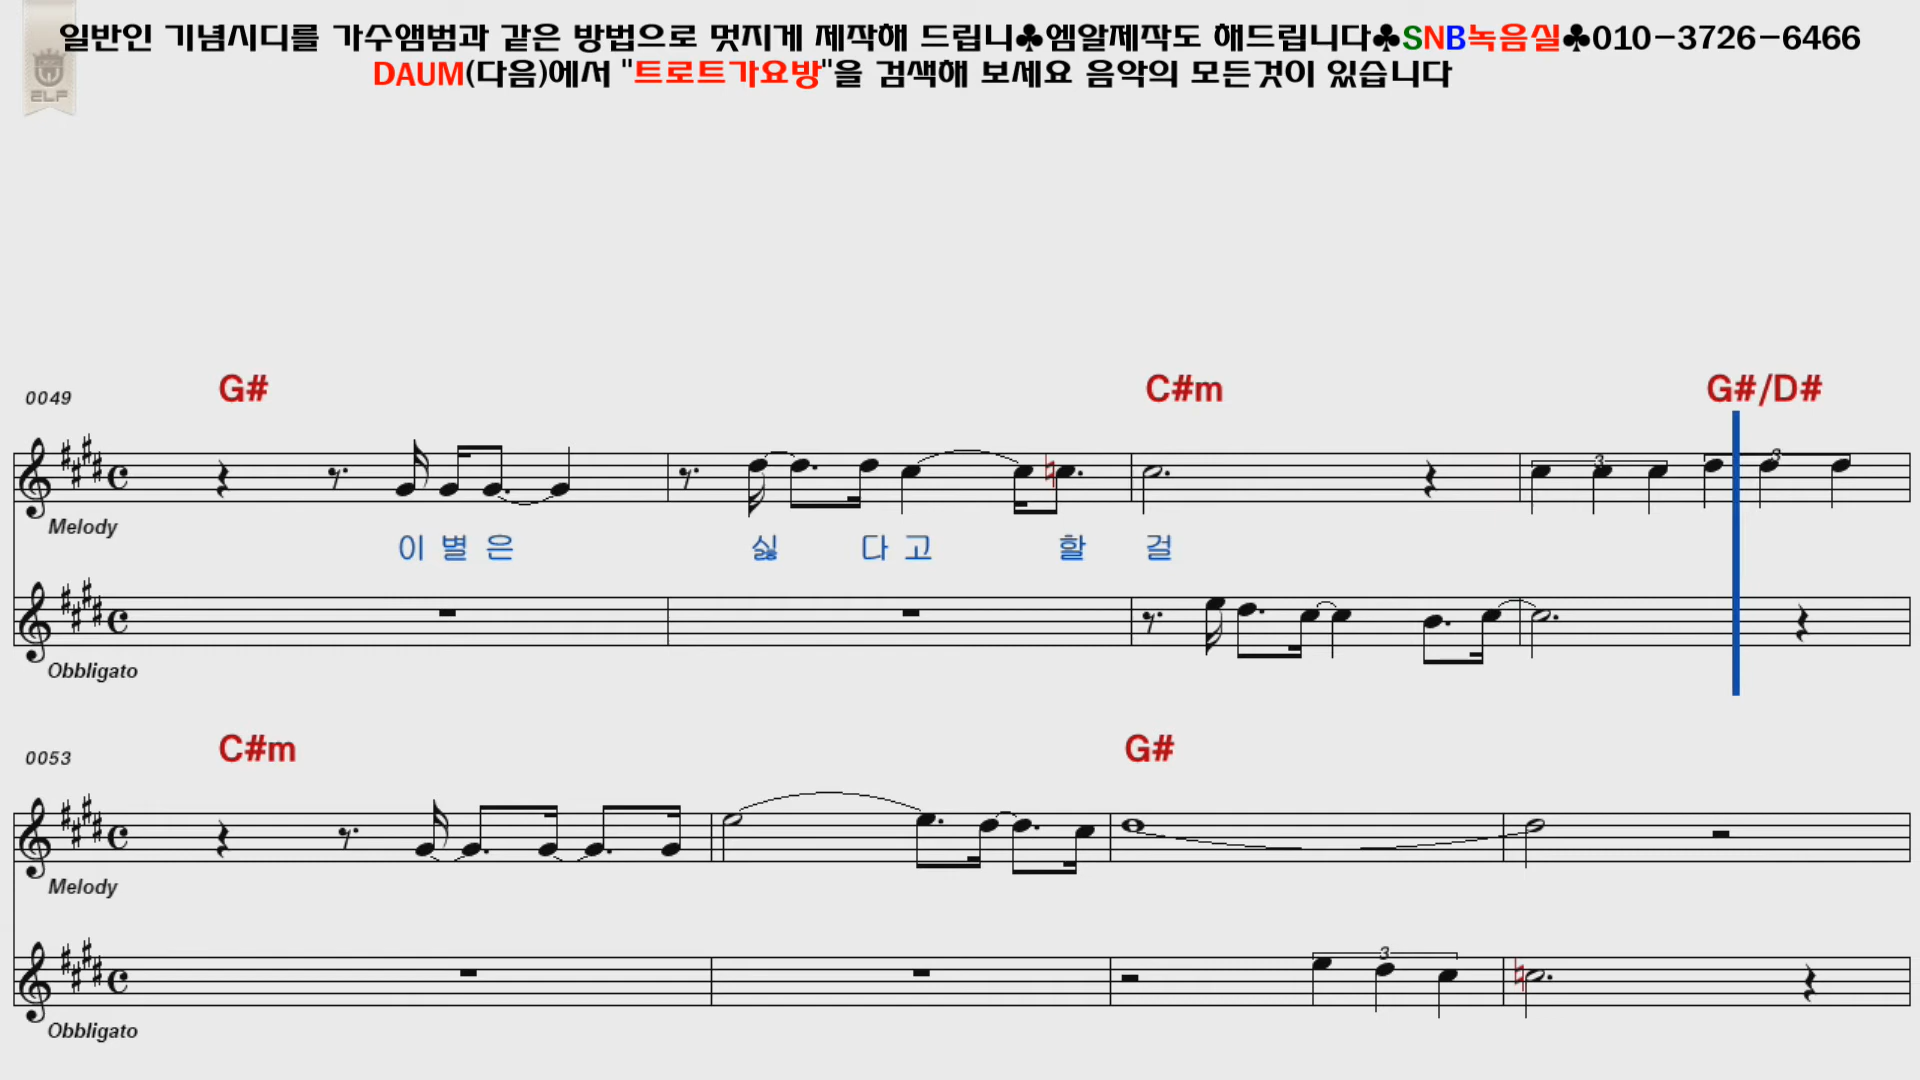 일반인 기념시디를 가수앨범과 같은 방법으로 멋지게 제작해 드립니♣엠알제작도 해드립니다♣SNB녹음실♣010-3726-6466
DAUM(다음)에서 "트로트가요방"을 검색해 보세요 음악의 모든것이 있습니다
ELF
0049 G# C#m G#/D#
3 3
Melody
이 별 은 싫 다 고 할 걸
Obbligato
0053 C#m G#
Melody
3
Obbligato